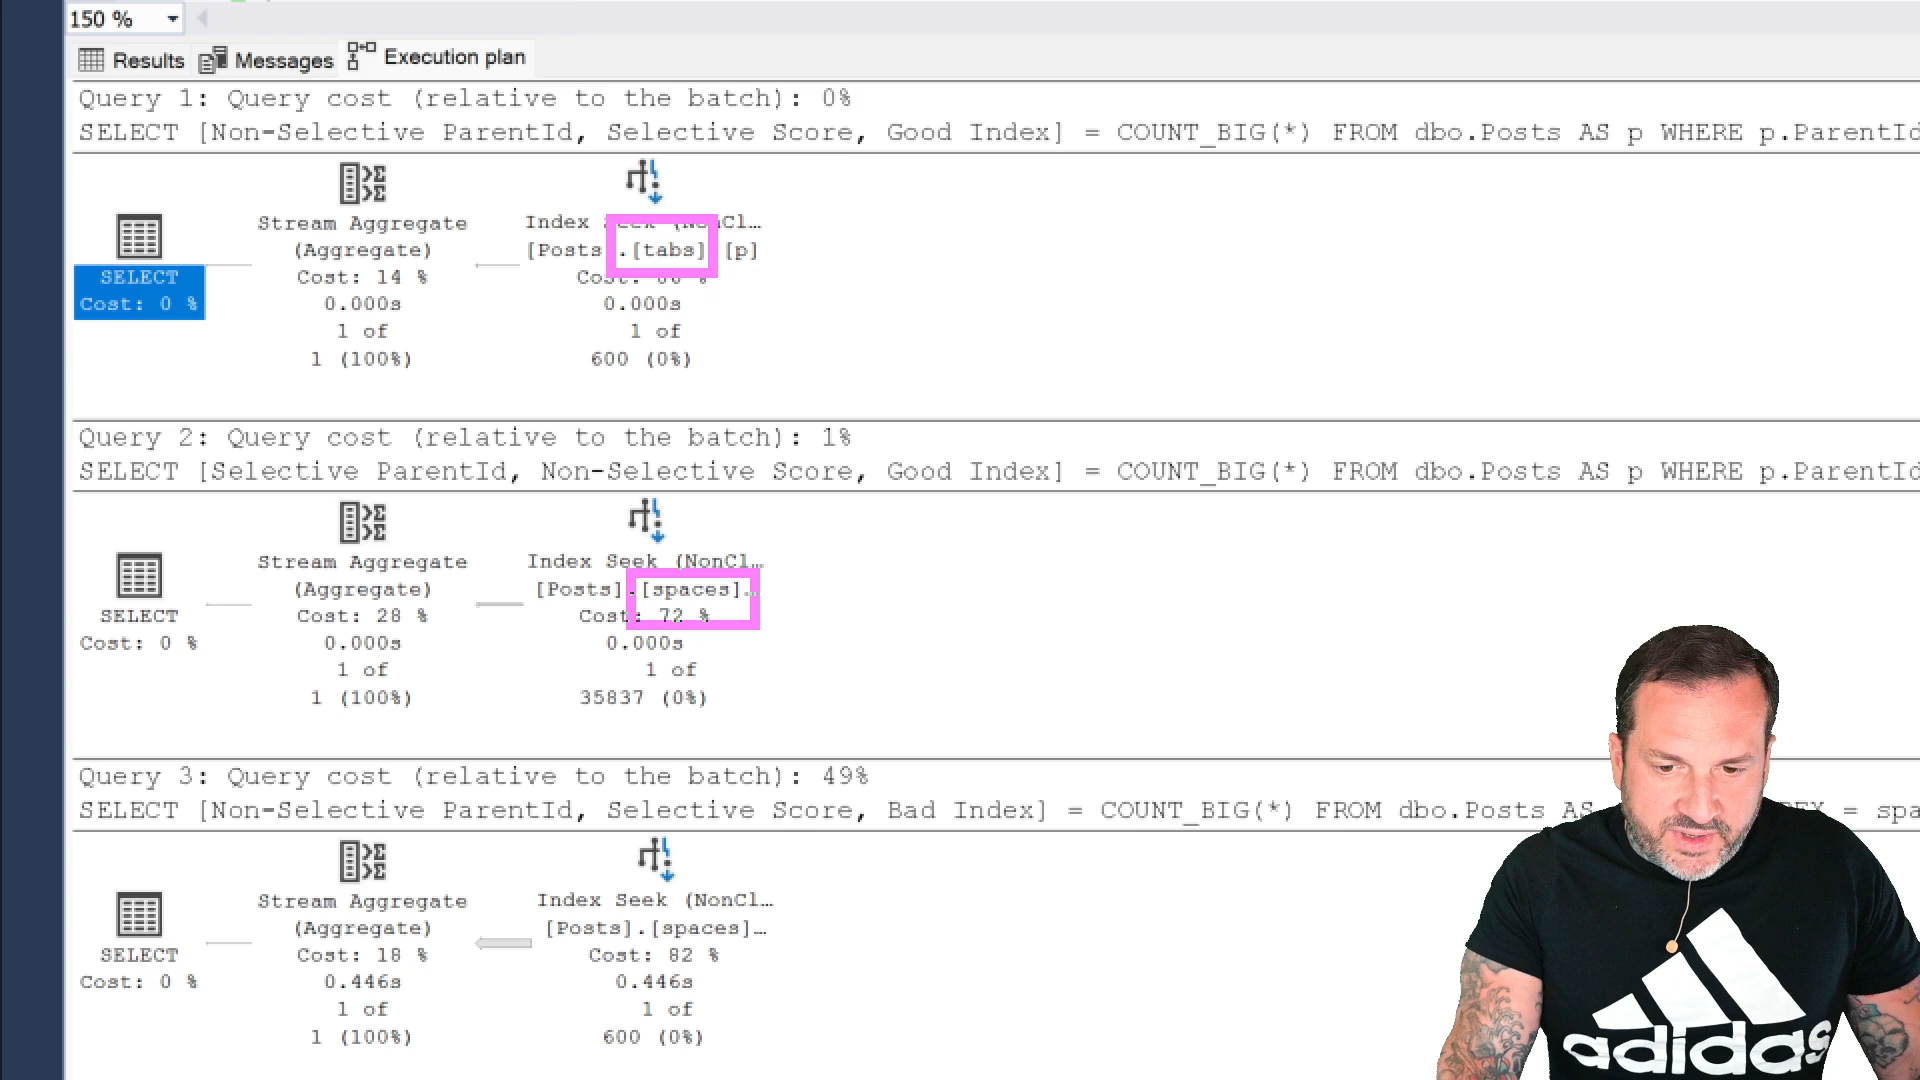 150 %
Results Messages Execution plan
Query 1: Query cost (relative to the batch): 0%
SELECT [Non-Selective ParentId, Selective Score, Good Index] = COUNT_BIG(*) FROM dbo.Posts AS p WHERE p.ParentId
Stream Aggregate
(Aggregate)
Cost: 14 %
0.000s
1 of
1 (100%)
Index Seek (NonCl…
[Posts].[tabs] [p]
Cost:
0.000s
1 of
600 (0%)
SELECT
Cost: 0 %
Query 2: Query cost (relative to the batch): 1%
SELECT [Selective ParentId, Non-Selective Score, Good Index] = COUNT_BIG(*) FROM dbo.Posts AS p WHERE p.ParentId
Stream Aggregate
(Aggregate)
Cost: 28 %
0.000s
1 of
1 (100%)
Index Seek (NonCl…
[Posts].[spaces]…
Cost: 72 %
0.000s
1 of
35837 (0%)
SELECT
Cost: 0 %
Query 3: Query cost (relative to the batch): 49%
SELECT [Non-Selective ParentId, Selective Score, Bad Index] = COUNT_BIG(*) FROM dbo.Posts AS = spa
Stream Aggregate
(Aggregate)
Cost: 18 %
0.446s
1 of
1 (100%)
Index Seek (NonCl…
[Posts].[spaces]…
Cost: 82 %
0.446s
1 of
600 (0%)
SELECT
Cost: 0 %
adidas